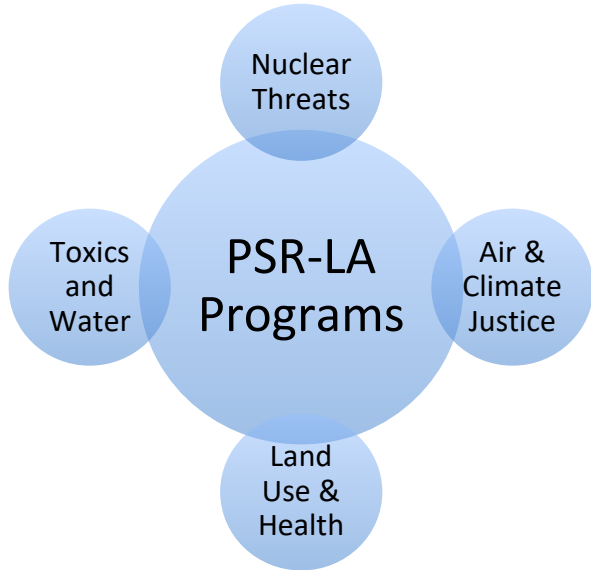 Nuclear
Threats
Toxics
and
Water
PSR-LA
Programs
Air &
Climate
Justice
Land
Use &
Health